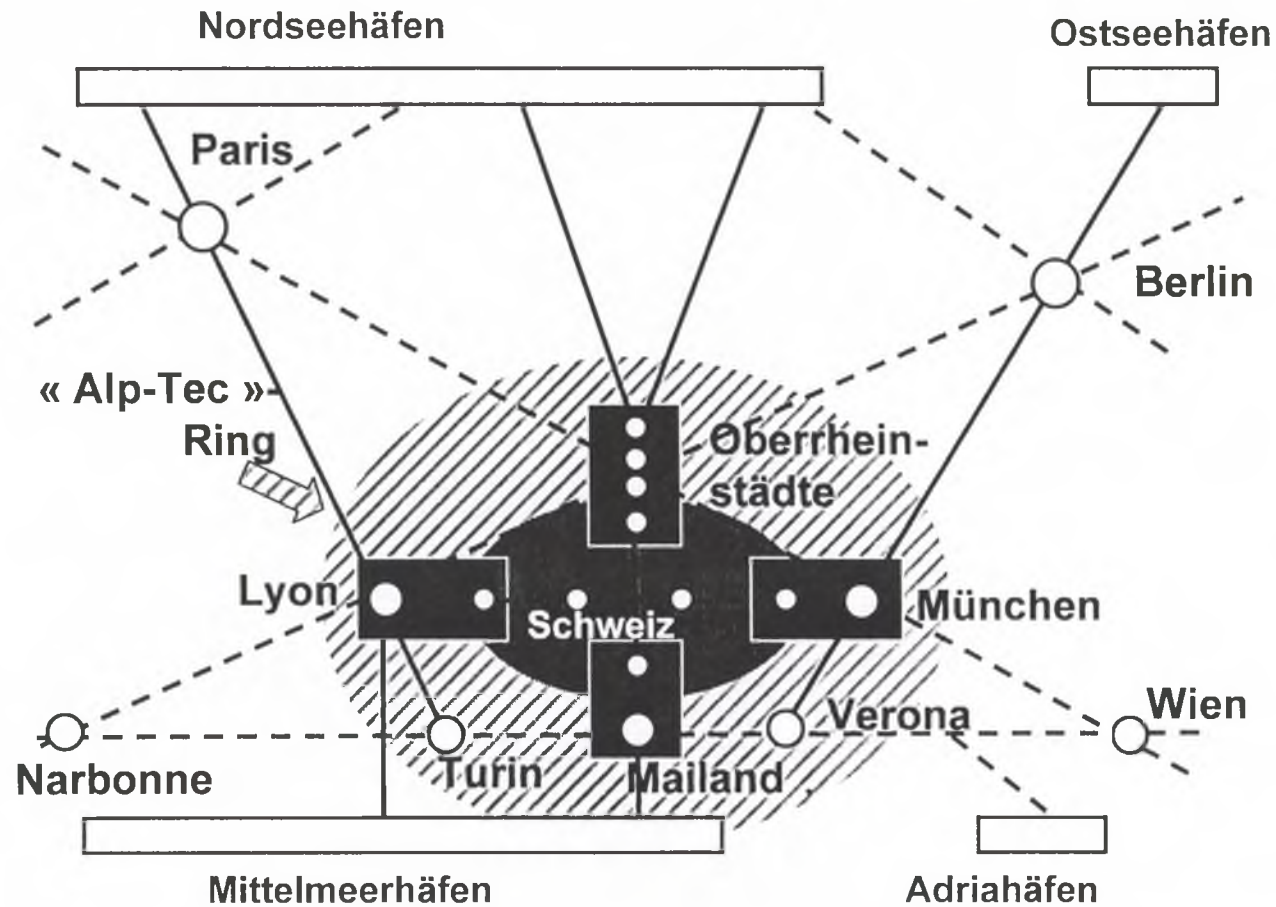 Nordseehäfen
Ostseehäfen
Paris
Berlin
« Alp-Tec »
Ring
Oberrhein-
städte
Lyon
Schweiz
München
Narbonne
Turin
Mailand
Verona
Wien
Mittelmeerhäfen
Adriahäfen